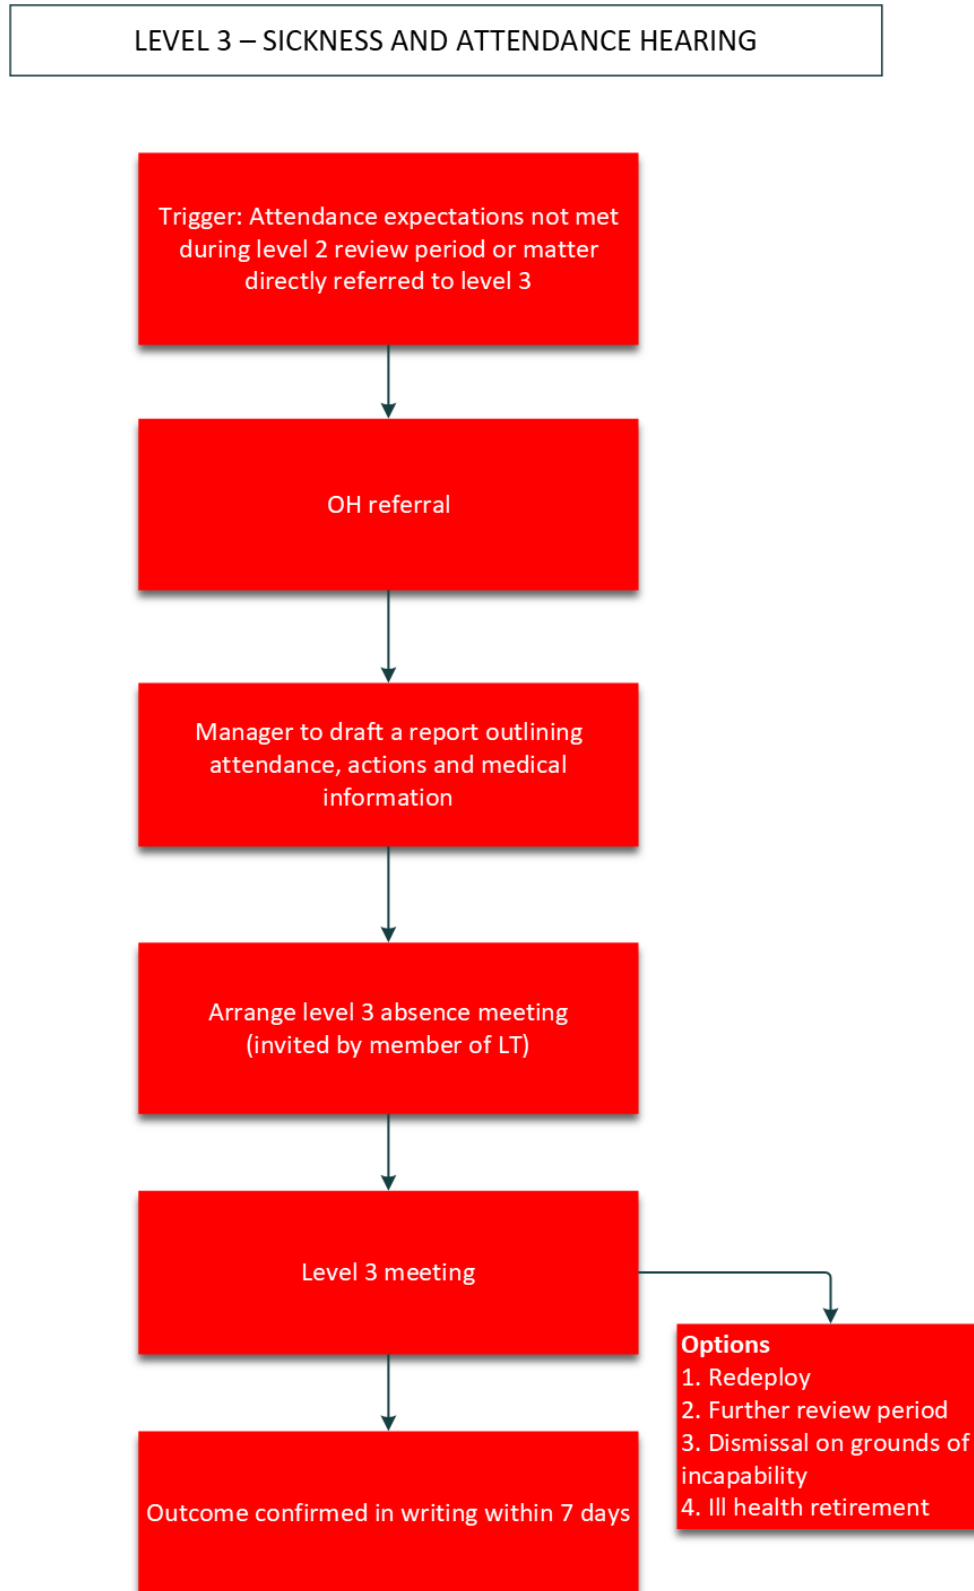 LEVEL 3 – SICKNESS AND ATTENDANCE HEARING
Trigger: Attendance expectations not met
during level 2 review period or matter
directly referred to level 3
OH referral
Manager to draft a report outlining
attendance, actions and medical
information
Arrange level 3 absence meeting
(invited by member of LT)
Level 3 meeting
Options
1. Redeploy
2. Further review period
3. Dismissal on grounds of
incapability
4. Ill health retirement
Outcome confirmed in writing within 7 days